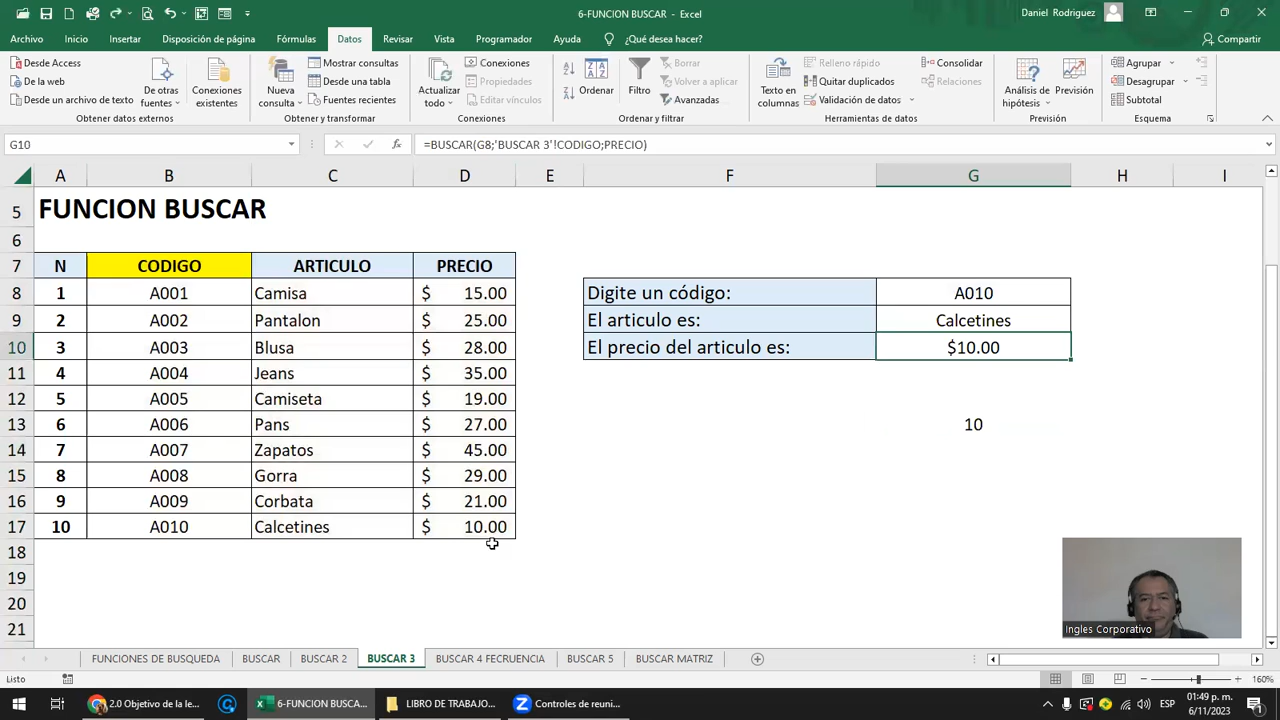 6-FUNCION BUSCAR - Excel
Daniel Rodriguez
Archivo Inicio Insertar Disposición de página Fórmulas Datos Revisar Vista Programador Ayuda ¿Qué desea hacer? Compartir
Desde Access
De la web
Desde un archivo de texto
De otras fuentes
Conexiones existentes
Obtener datos externos
Nueva consulta
Mostrar consultas
Desde una tabla
Fuentes recientes
Obtener y transformar
Actualizar todo
Conexiones
Propiedades
Editar vínculos
Conexiones
Ordenar
Filtro
Borrar
Volver a aplicar
Avanzadas
Ordenar y filtrar
Texto en columnas
Relleno rápido
Quitar duplicados
Validación de datos
Consolidar
Relaciones
Herramientas de datos
Análisis de hipótesis
Previsión
Previsión
Agrupar
Desagrupar
Subtotal
Esquema
G10 fx =BUSCAR(G8;'BUSCAR 3'!CODIGO;PRECIO)
A B C D E F G H I
5 FUNCION BUSCAR
6
7 N CODIGO ARTICULO PRECIO
8 1 A001 Camisa $ 15.00 Digite un código: A010
9 2 A002 Pantalon $ 25.00 El articulo es: Calcetines
10 3 A003 Blusa $ 28.00 El precio del articulo es: $10.00
11 4 A004 Jeans $ 35.00
12 5 A005 Camiseta $ 19.00
13 6 A006 Pans $ 27.00 10
14 7 A007 Zapatos $ 45.00
15 8 A008 Gorra $ 29.00
16 9 A009 Corbata $ 21.00
17 10 A010 Calcetines $ 10.00
18
19
20
21
Ingles Corporativo
FUNCIONES DE BUSQUEDA BUSCAR BUSCAR 2 BUSCAR 3 BUSCAR 4 FECRUENCIA BUSCAR 5 BUSCAR MATRIZ
Listo 160%
2.0 Objetivo de la le... 6-FUNCION BUSCA... LIBRO DE TRABAJO... Controles de reuni... ESP 01:49 p. m.
6/11/2023